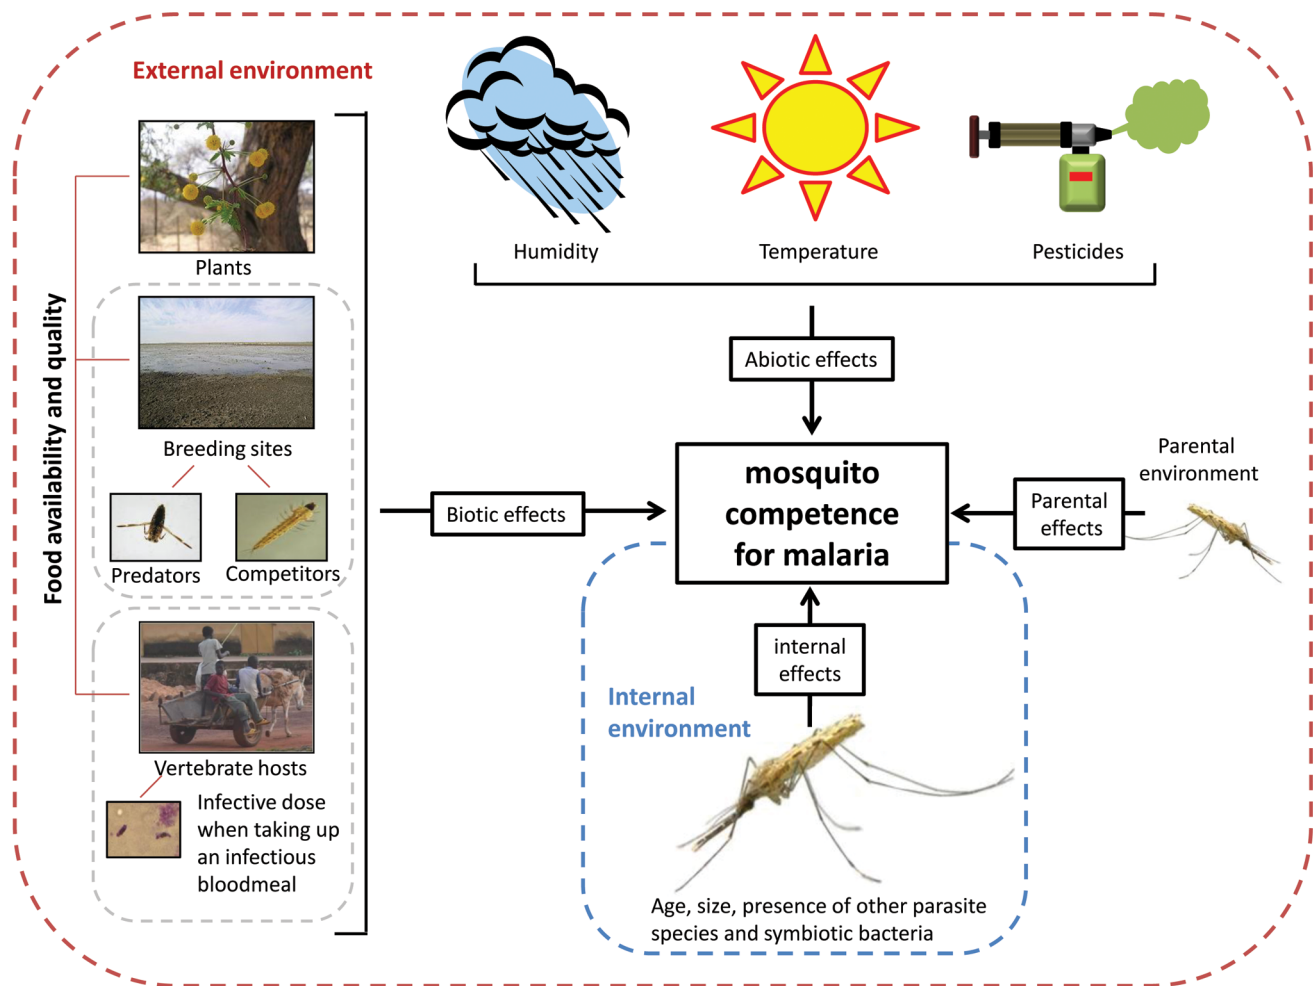 External environment
Humidity
Temperature
Pesticides
Food availability and quality
Plants
Breeding sites
Predators
Competitors
Vertebrate hosts
Infective dose
when taking up
an infectious
bloodmeal
Abiotic effects
Biotic effects
mosquito
competence
for malaria
Parental
effects
Parental
environment
internal
effects
Internal
environment
Age, size, presence of other parasite
species and symbiotic bacteria